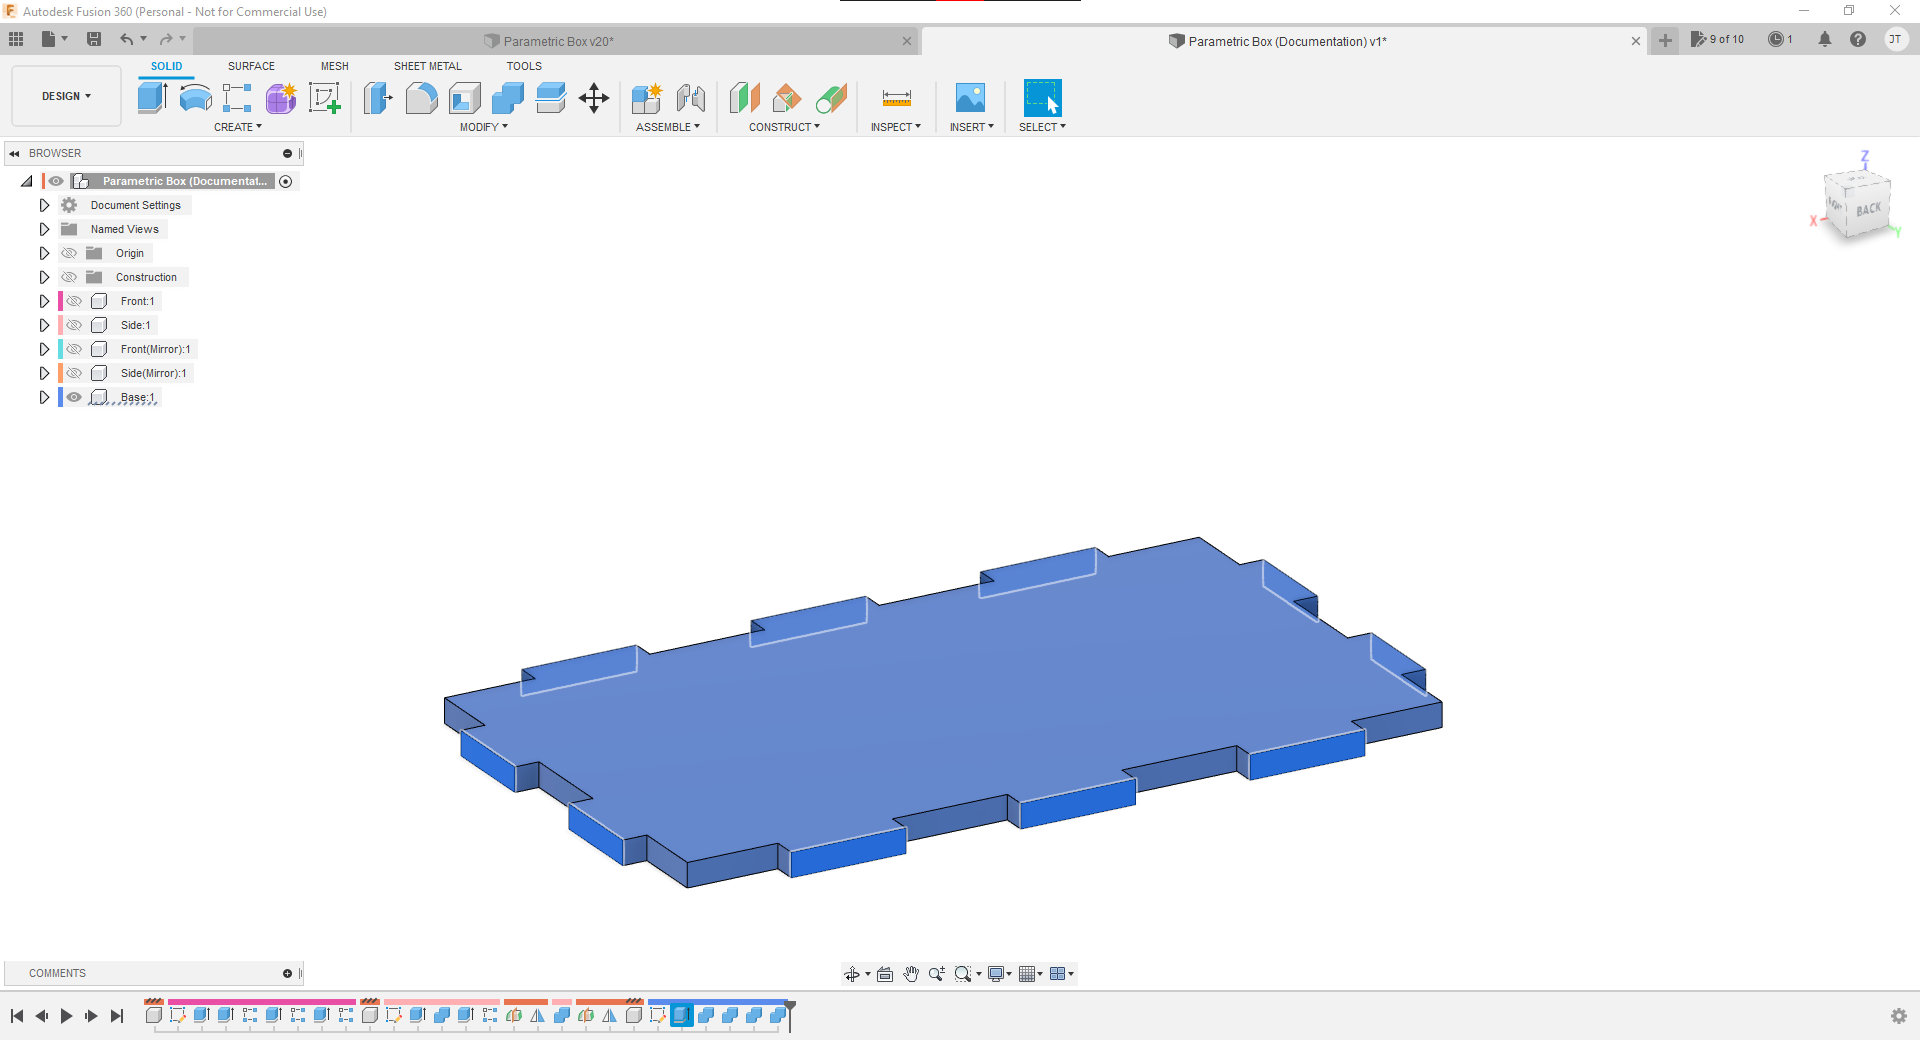 Autodesk Fusion 360 (Personal - Not for Commercial Use)
Parametric Box v20*
Parametric Box (Documentation) v1*
9 of 10
1
JT
DESIGN
SOLID
SURFACE
MESH
SHEET METAL
TOOLS
CREATE
MODIFY
ASSEMBLE
CONSTRUCT
INSPECT
INSERT
SELECT
BROWSER
Parametric Box (Documentat...
Document Settings
Named Views
Origin
Construction
Front:1
Side:1
Front(Mirror):1
Side(Mirror):1
Base:1
Z
BACK
X
Y
COMMENTS